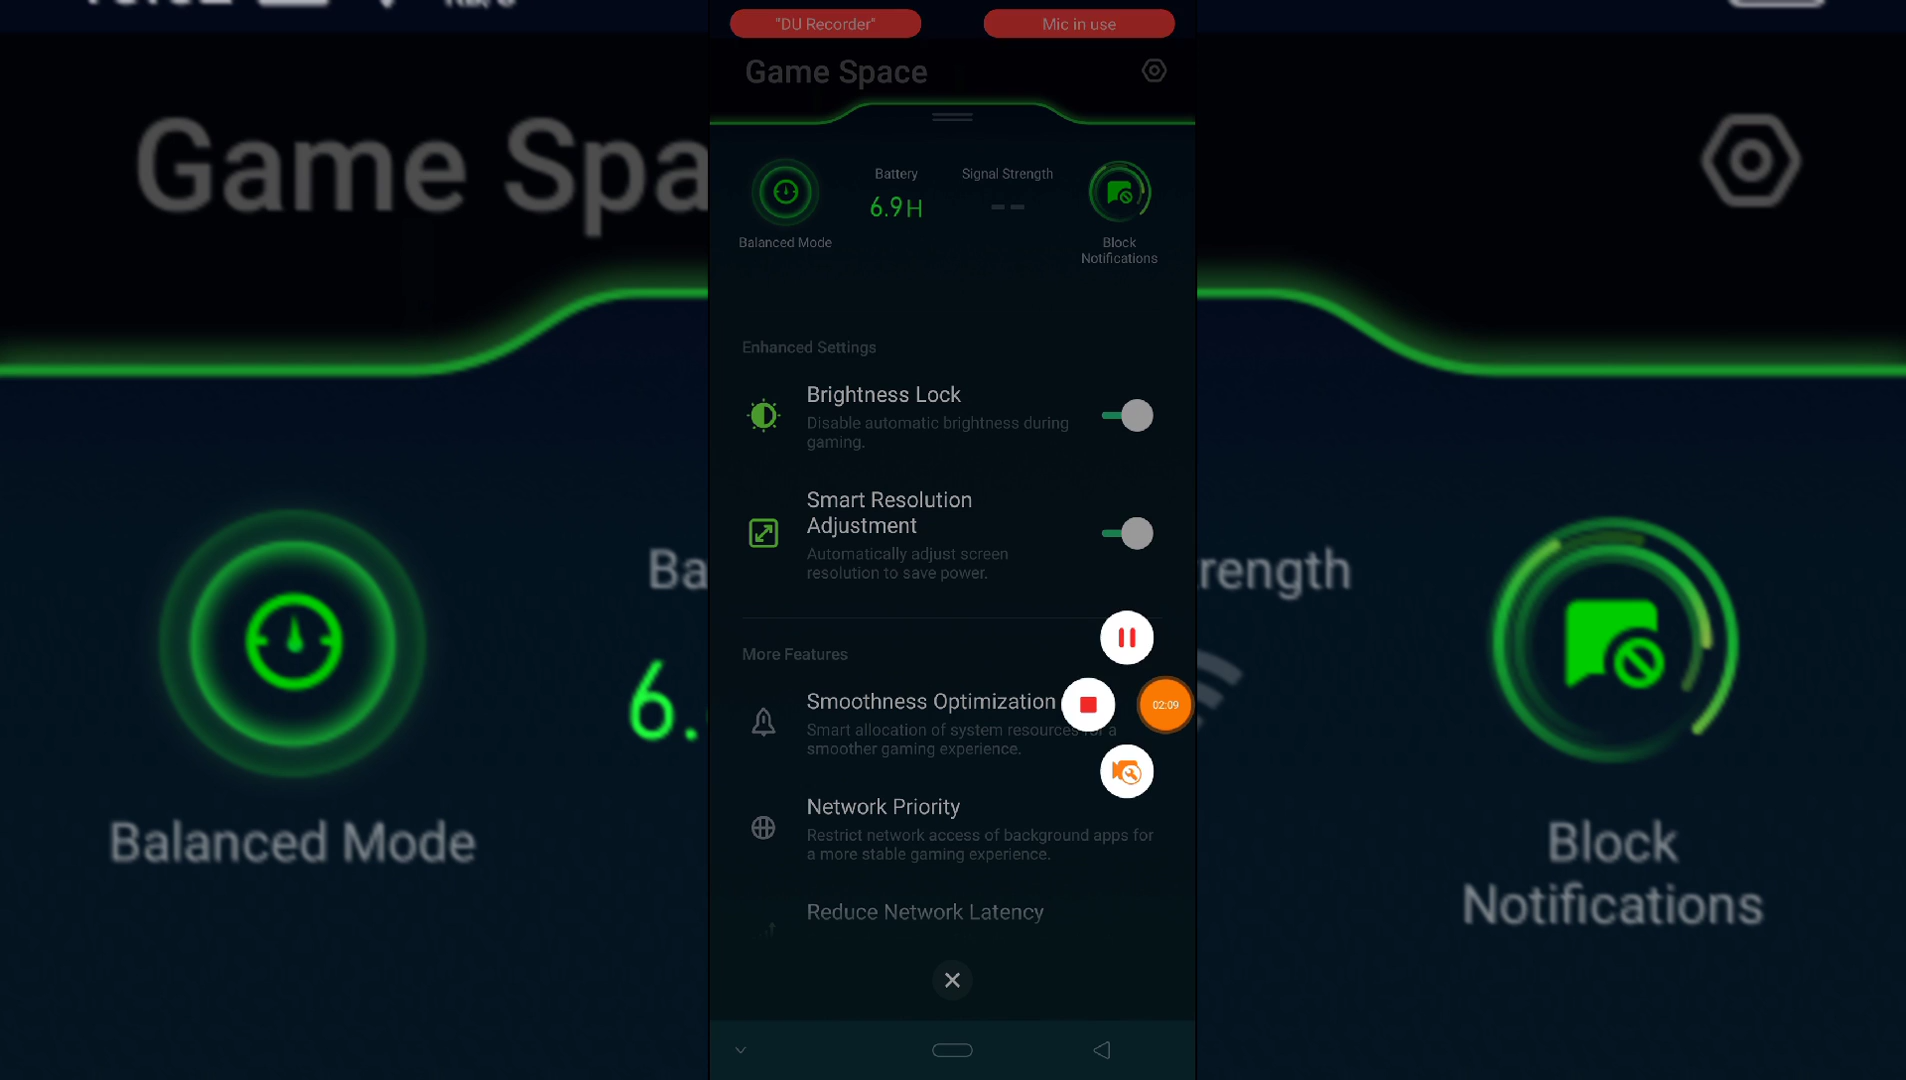 "DU Recorder"
Mic in use
Game Space
Battery
Signal Strength
6.9 H
Balanced Mode
Block
Notifications
Enhanced Settings
Brightness Lock
Disable automatic brightness during
gaming.
Smart Resolution
Adjustment
Automatically adjust screen
resolution to save power.
More Features
Smoothness Optimization
Smart allocation of system resources for a
smoother gaming experience.
02:09
Network Priority
Restrict network access of background apps for
a more stable gaming experience.
Reduce Network Latency
Game Spa
Ba
rength
6.
Balanced Mode
Block
Notifications